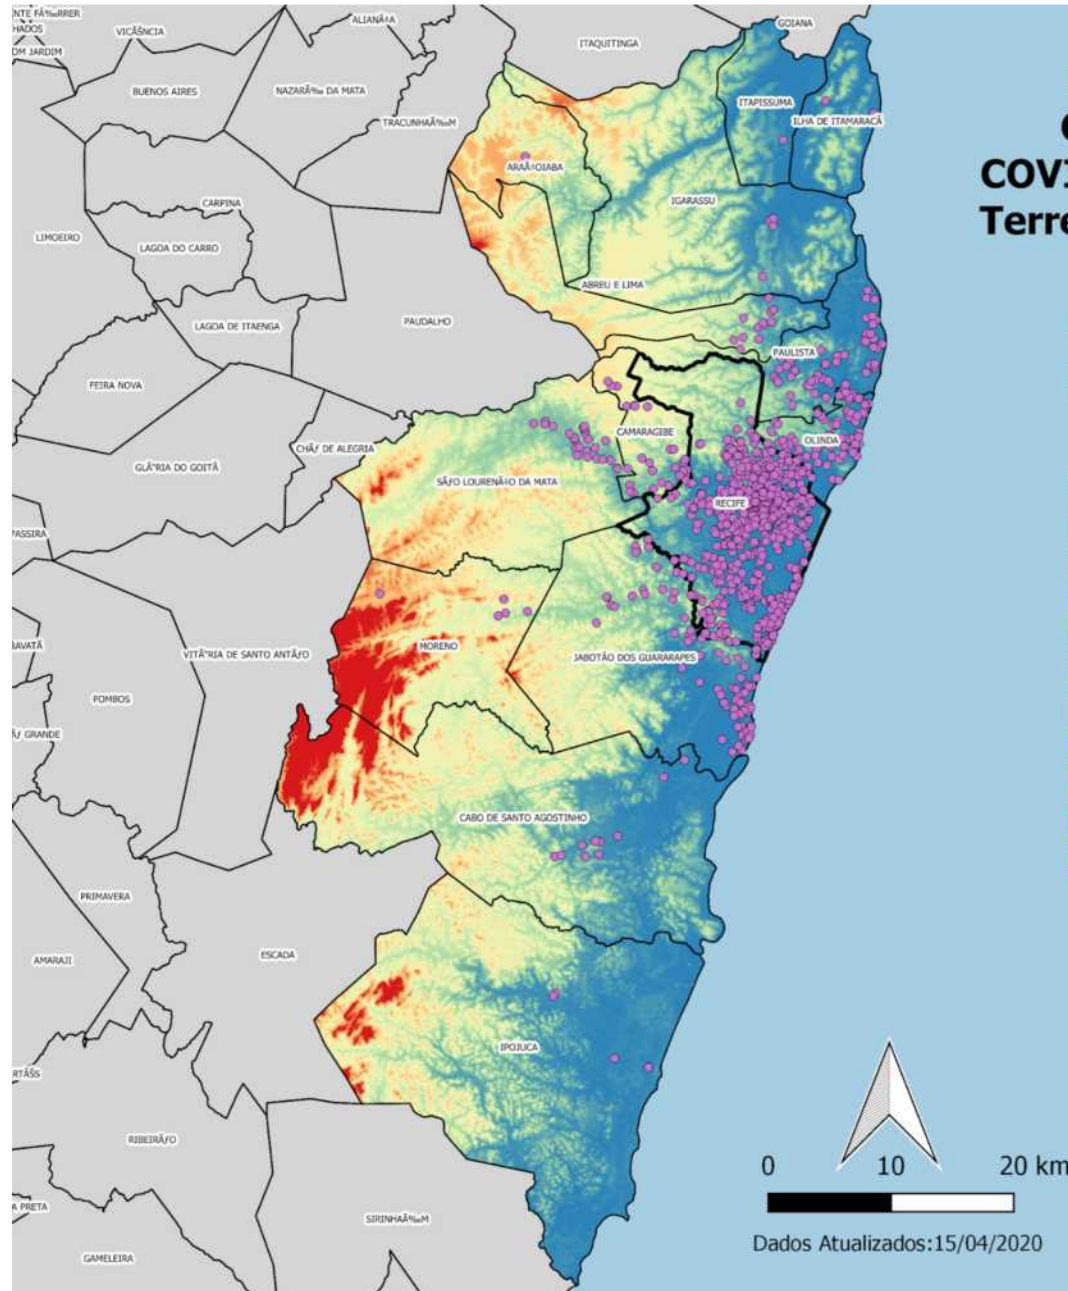 NTE FÃ‰RRER
HADOS
OM JARDIM
VICÃŠNCIA
ALIANÃ‡A
ITAQUITINGA
GOIANA
BUENOS AIRES
NAZARÃ‰ DA MATA
TRACUNHAÃ‰M
ITAPISSUMA
ILHA DE ITAMARACÁ
COVI
Terre
ARAÃ‡OIABA
IGARASSU
CARPINA
LIMOEIRO
LAGOA DO CARRO
ABREU E LIMA
LAGOA DE ITAENGA
PAUDALHO
PAULISTA
FEIRA NOVA
CAMARAGIBE
OLINDA
CHÃƒ DE ALEGRIA
GLÃ“RIA DO GOITÃ
SÃƒO LOURENÃ‡O DA MATA
RECIFE
PASSIRA
AVATÃ
VITÃ“RIA DE SANTO ANTÃƒO
MORENO
JABOTÃO DOS GUARARAPES
POMBOS
Ãƒ GRANDE
CABO DE SANTO AGOSTINHO
PRIMAVERA
AMARAJI
ESCADA
IPOJUCA
RTÃŠS
RIBEIRÃƒO
0 10 20 km
A PRETA
SIRINHAÃ‰M
Dados Atualizados:15/04/2020
GAMELEIRA